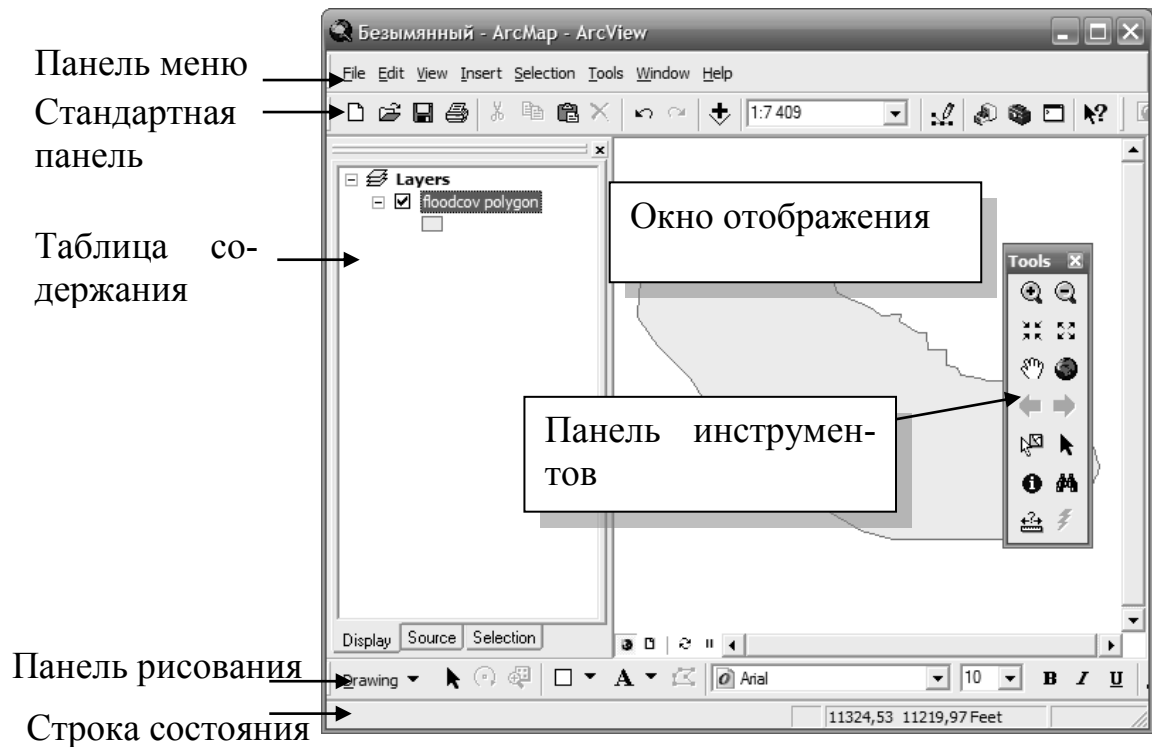 Безымянный - ArcMap - ArcView
Панель меню
File Edit View Insert Selection Tools Window Help
Стандартная
панель
1:7 409
Layers
floodcov polygon
Окно отображения
Таблица со-
держания
Tools
Панель инструмен-
тов
Display Source Selection
Панель рисования
Drawing A Arial 10 B I U
Строка состояния
11324,53 11219,97 Feet